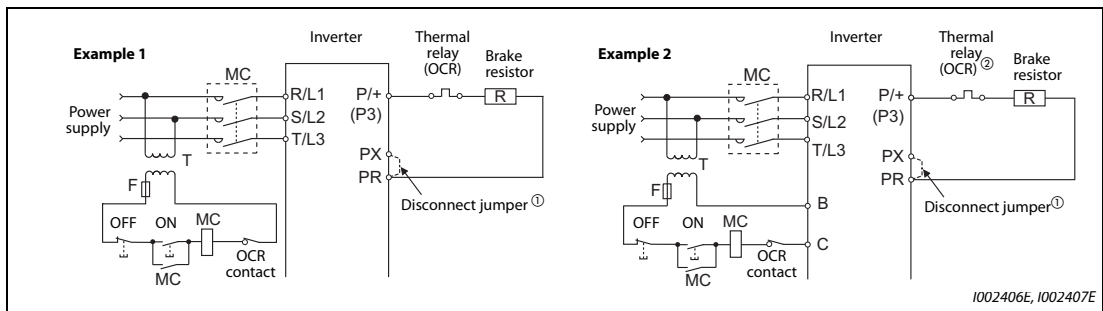 Example 1
Inverter
Thermal
relay
(OCR)
Brake
resistor
MC
Power
supply
R/L1
S/L2
T/L3
P/+
(P3)
R
PX
PR
T
F
Disconnect jumper ①
OFF
ON
MC
MC
OCR
contact
Example 2
Inverter
Thermal
relay
(OCR) ②
Brake
resistor
MC
Power
supply
R/L1
S/L2
T/L3
P/+
(P3)
R
PX
PR
T
F
B
Disconnect jumper①
OFF
ON
MC
C
MC
OCR
contact
I002406E, I002407E